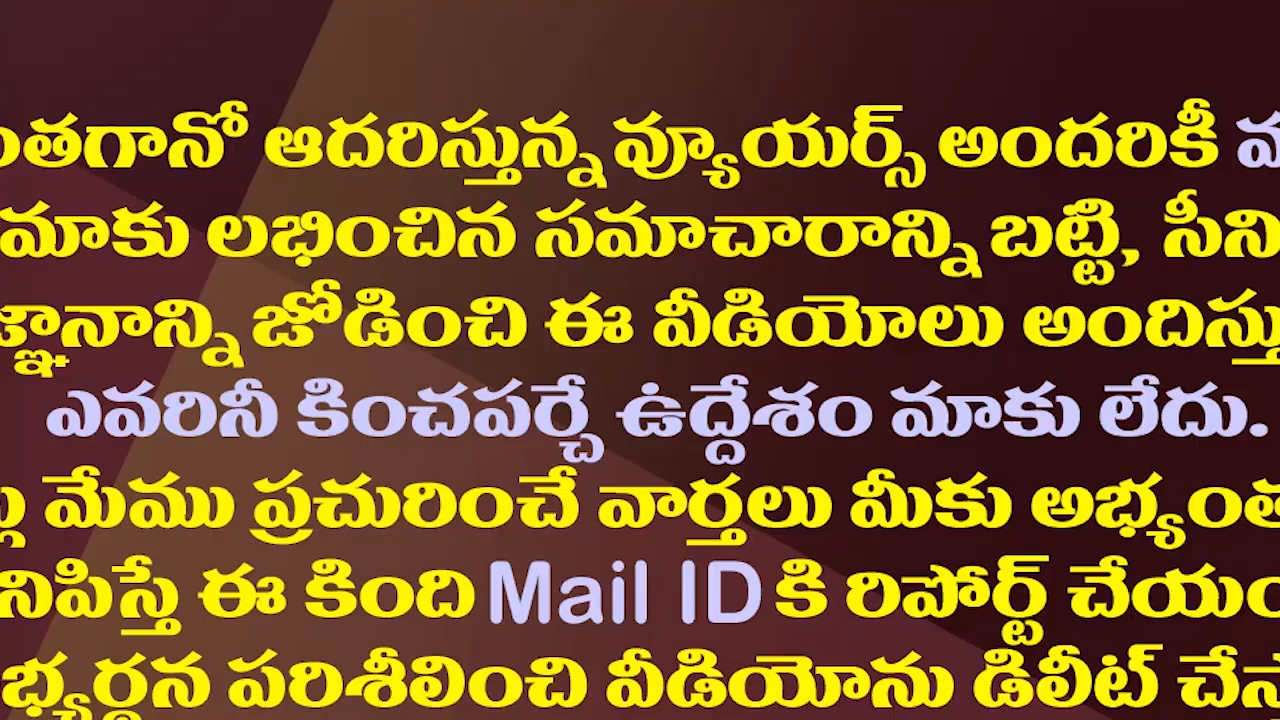 ంతగానో ఆదరిస్తున్న వ్యూయర్స్ అందరికీ
మాకు లభించిన సమాచారాన్ని బట్టి, సీని
జ్ఞానాన్ని జోడించి ఈ వీడియోలు అందిస్తు
ఎవరినీ కించపర్చే ఉద్దేశం మాకు లేదు.
మేము ప్రచురించే వార్తలు మీకు అభ్యంత
నిపిస్తే ఈ కింది Mail ID కి రిపోర్ట్ చేయం
భ్యర్థన పరిశీలించి వీడియోను డిలీట్ చేస